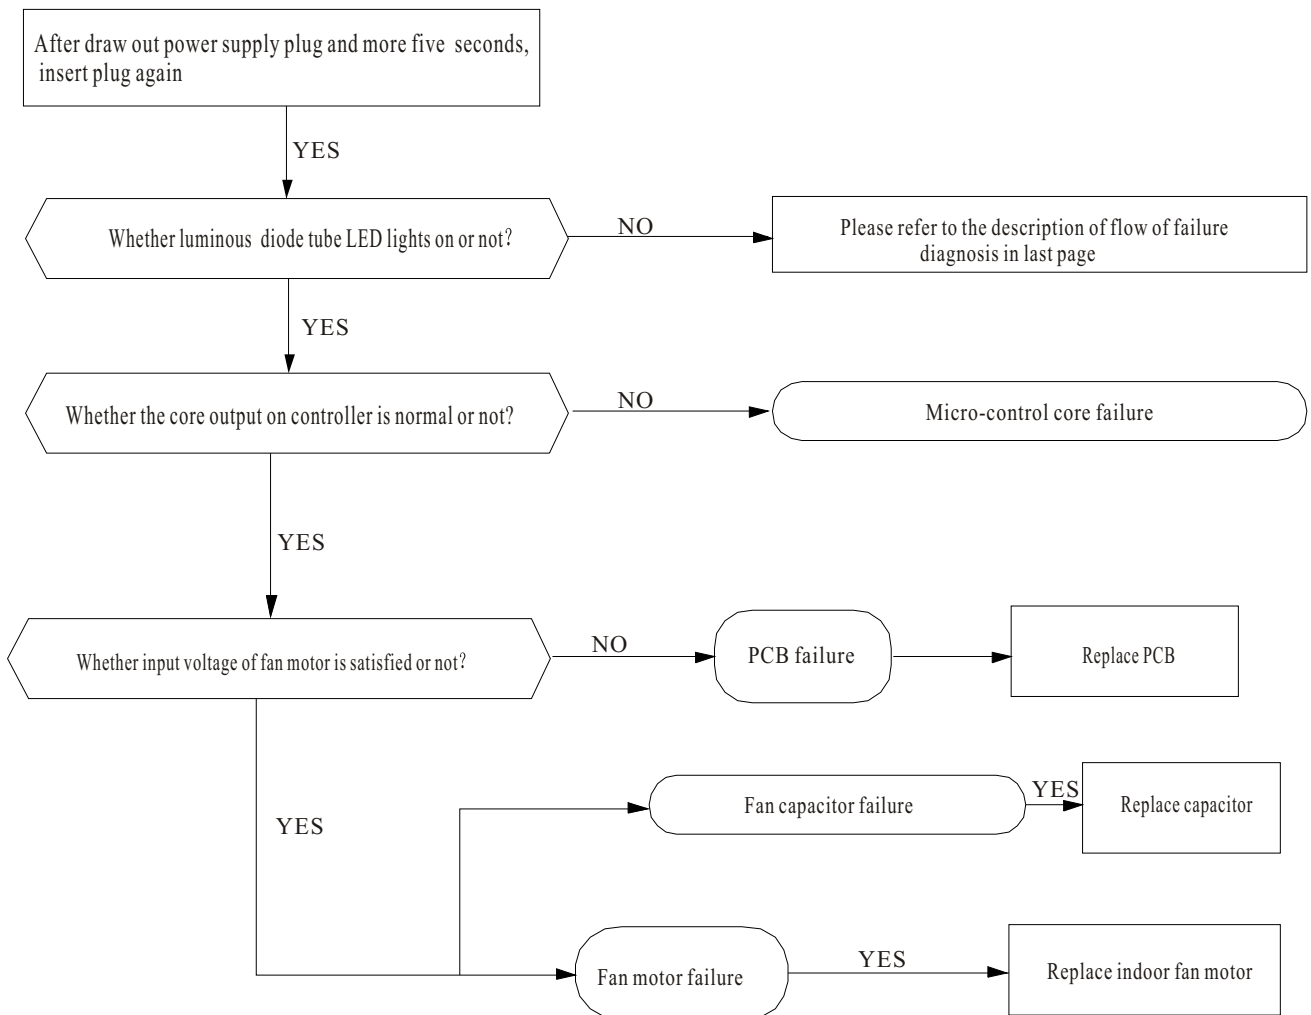 After draw out power supply plug and more five seconds,
insert plug again
YES
Whether luminous diode tube LED lights on or not?
NO
Please refer to the description of flow of failure
diagnosis in last page
YES
Whether the core output on controller is normal or not?
NO
Micro-control core failure
YES
Whether input voltage of fan motor is satisfied or not?
NO
PCB failure
Replace PCB
YES
Fan capacitor failure
YES
Replace capacitor
Fan motor failure
YES
Replace indoor fan motor